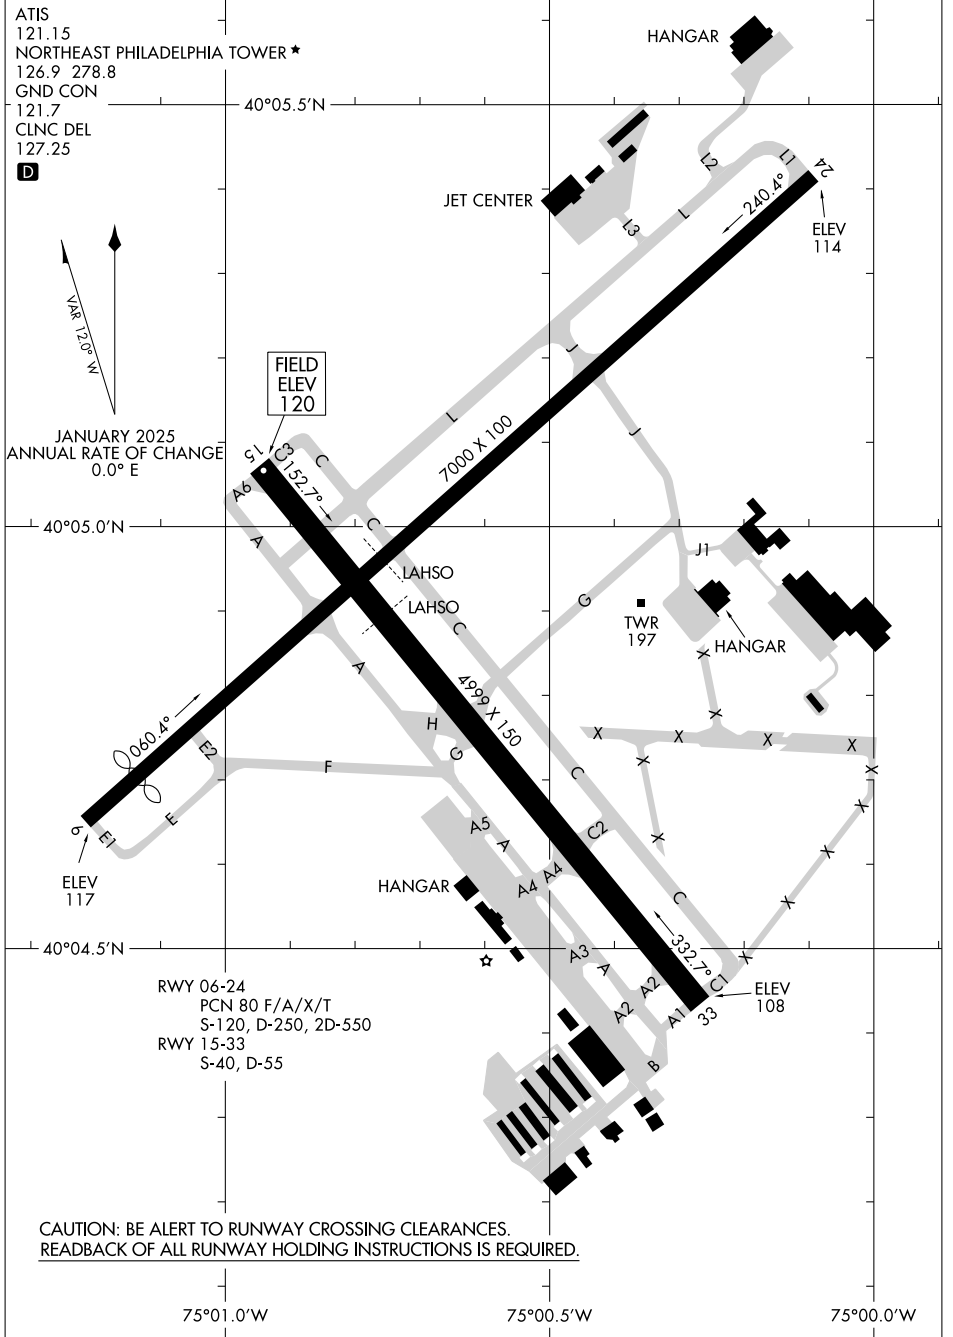 ATIS
121.15
NORTHEAST PHILADELPHIA TOWER ★
126.9 278.8
GND CON
121.7
CLNC DEL
127.25
D
HANGAR
40°05.5'N
L2
L1
24
JET CENTER
240.4°
L
L3
ELEV
114
VAR 12.0° W
J
FIELD
ELEV
120
L
JANUARY 2025
ANNUAL RATE OF CHANGE
0.0° E
7000 X 100
J
15
C3
C
152.7°
A6
40°05.0'N
C
A
J1
LAHSO
LAHSO
G
TWR
197
HANGAR
C
A
X
4999 X 150
060.4°
X
H
E2
G
X
X
X
X
F
X
X
C
E
X
6
E1
A5
C2
X
A
X
ELEV
117
HANGAR
A4
A4
C
X
40°04.5'N
332.7°
A3
A
X
RWY 06-24
PCN 80 F/A/X/T
S-120, D-250, 2D-550
RWY 15-33
S-40, D-55
A2
C1
ELEV
108
A2
A1
33
B
CAUTION: BE ALERT TO RUNWAY CROSSING CLEARANCES.
READBACK OF ALL RUNWAY HOLDING INSTRUCTIONS IS REQUIRED.
75°01.0'W
75°00.5'W
75°00.0'W